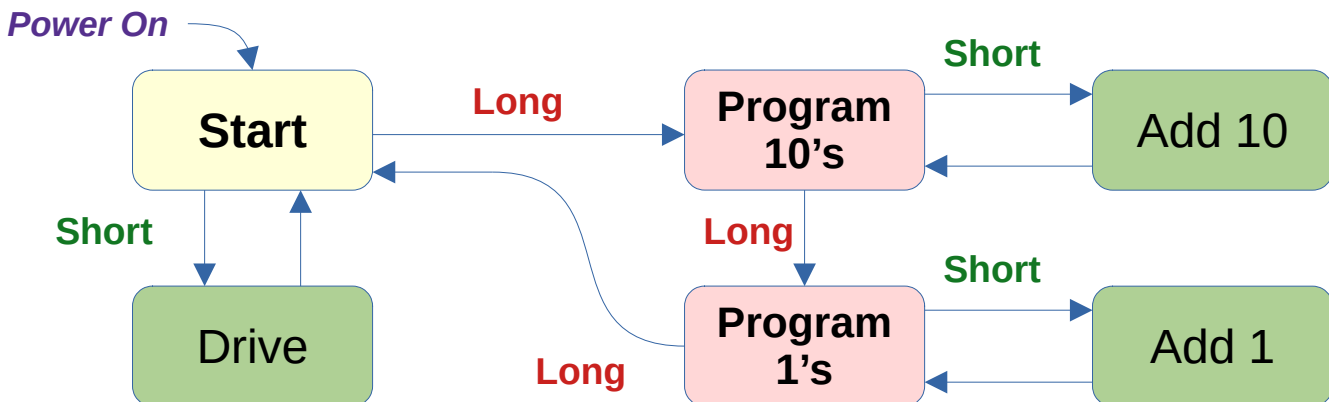 Power On
Short
Start
Long
Program
10’s
Add 10
Short
Long
Short
Drive
Long
Program
1’s
Add 1